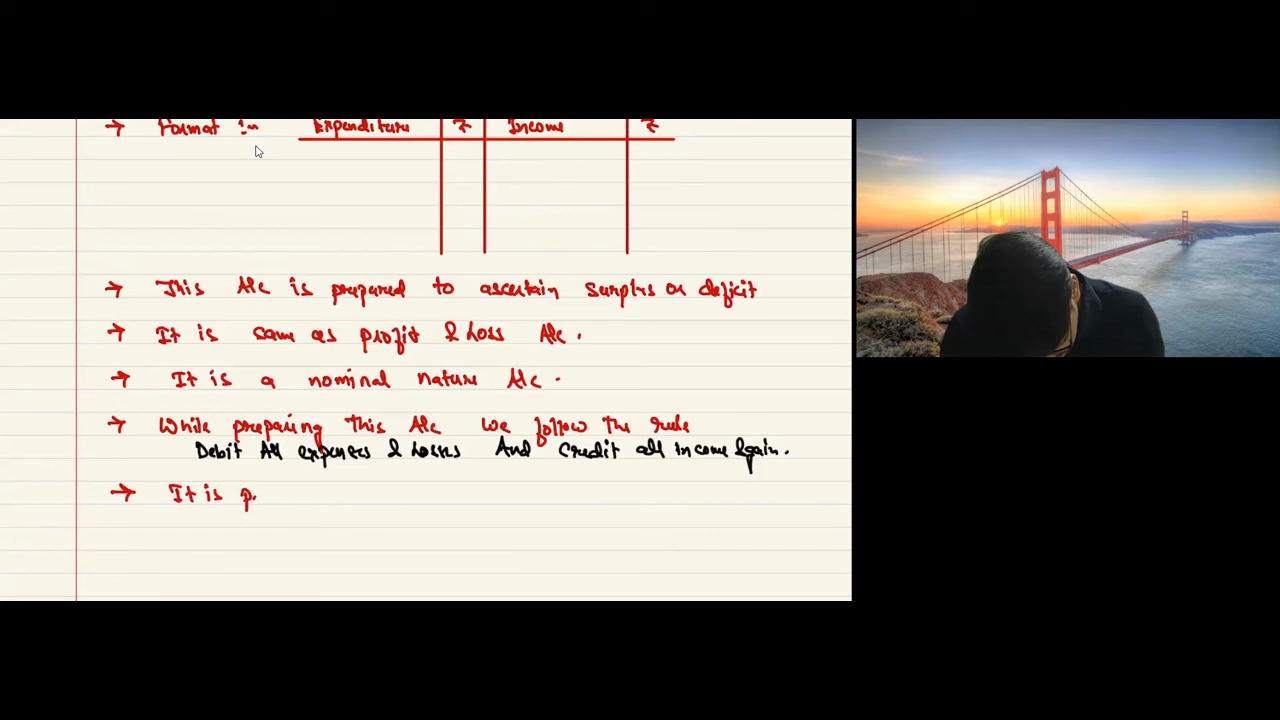 → Format :- Expenditure ₹ Income ₹
→ This A/c is prepared to ascertain surplus or deficit
→ It is same as profit & Loss A/c.
→ It is a nominal nature A/c.
→ While preparing this A/c we follow the rule
Debit All expenses & Losses And Credit all income & gain.
→ It is p.